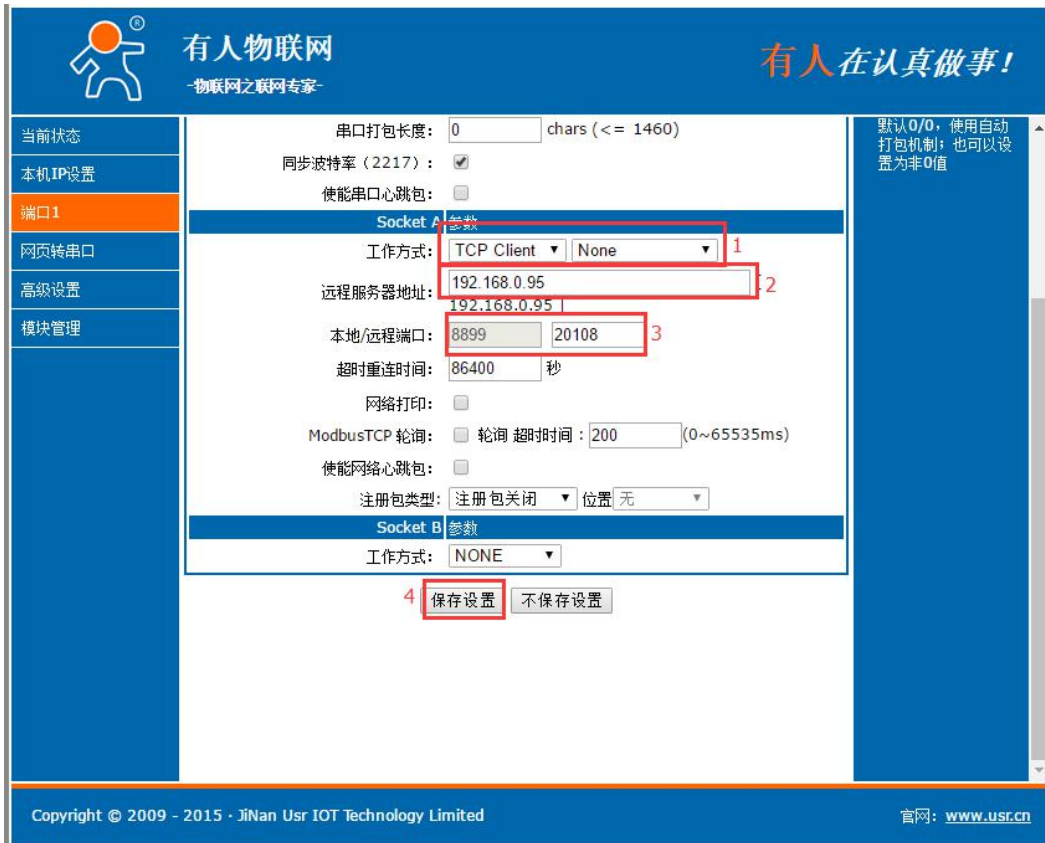 ®
有人物联网
-物联网之联网专家-
有人在认真做事!
当前状态
本机IP设置
端口1
网页转串口
高级设置
模块管理
串口打包长度: 0 chars (<= 1460)
同步波特率（2217）:
使能串口心跳包:
Socket A 参数
工作方式: TCP Client None 1
远程服务器地址: 192.168.0.95 2
192.168.0.95 |
本地/远程端口: 8899 20108 3
超时重连时间: 86400 秒
网络打印:
ModbusTCP 轮询: 轮询 超时时间：200 (0~65535ms)
使能网络心跳包:
注册包类型: 注册包关闭 位置 无
Socket B 参数
工作方式: NONE
4 保存设置 不保存设置
默认0/0，使用自动
打包机制；也可以设
置为非0值
Copyright © 2009 - 2015 · JiNan Usr IOT Technology Limited
官网：www.usr.cn